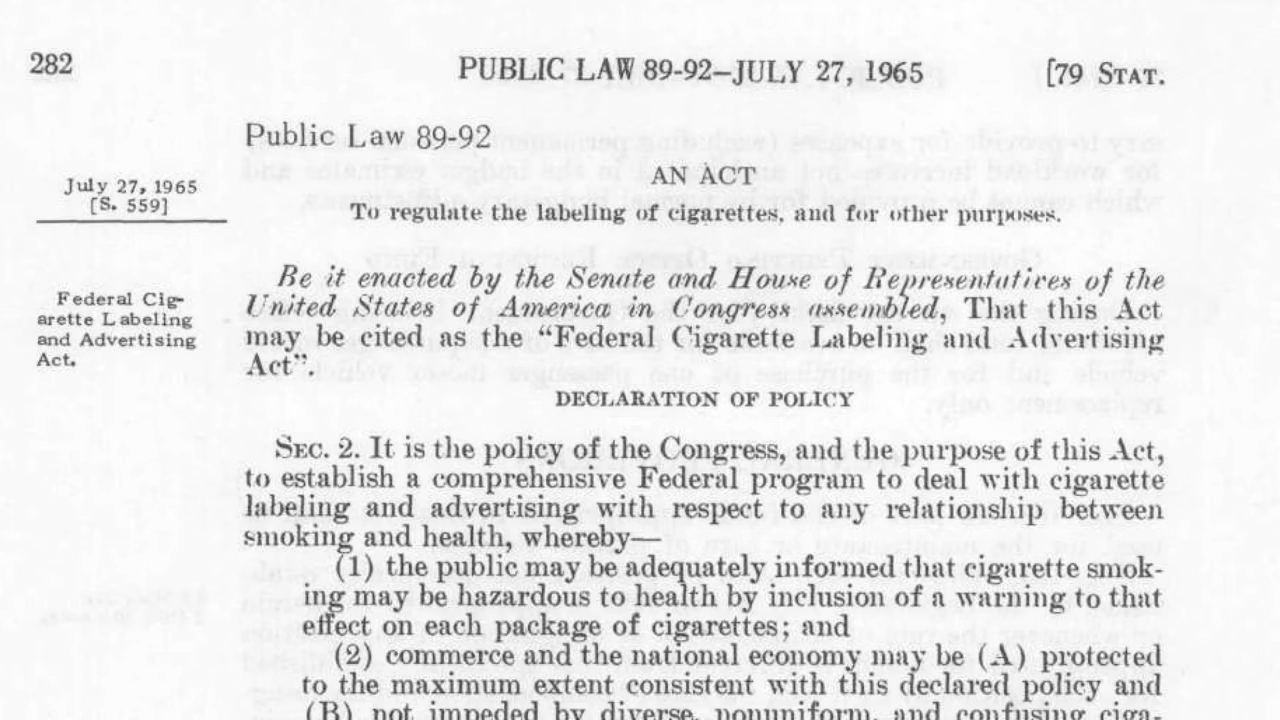 282
PUBLIC LAW 89-92-JULY 27, 1965
[79 STAT.
Public Law 89-92
July 27, 1965
[S. 559]
AN ACT
To regulate the labeling of cigarettes, and for other purposes.
Federal Cig-
arette Labeling
and Advertising
Act.
Be it enacted by the Senate and House of Representatives of the
United States of America in Congress assembled, That this Act
may be cited as the “Federal Cigarette Labeling and Advertising
Act”.
DECLARATION OF POLICY
SEC. 2. It is the policy of the Congress, and the purpose of this Act,
to establish a comprehensive Federal program to deal with cigarette
labeling and advertising with respect to any relationship between
smoking and health, whereby—
(1) the public may be adequately informed that cigarette smok-
ing may be hazardous to health by inclusion of a warning to that
effect on each package of cigarettes; and
(2) commerce and the national economy may be (A) protected
to the maximum extent consistent with this declared policy and
(B) not impeded by diverse, nonuniform, and confusing ciga-